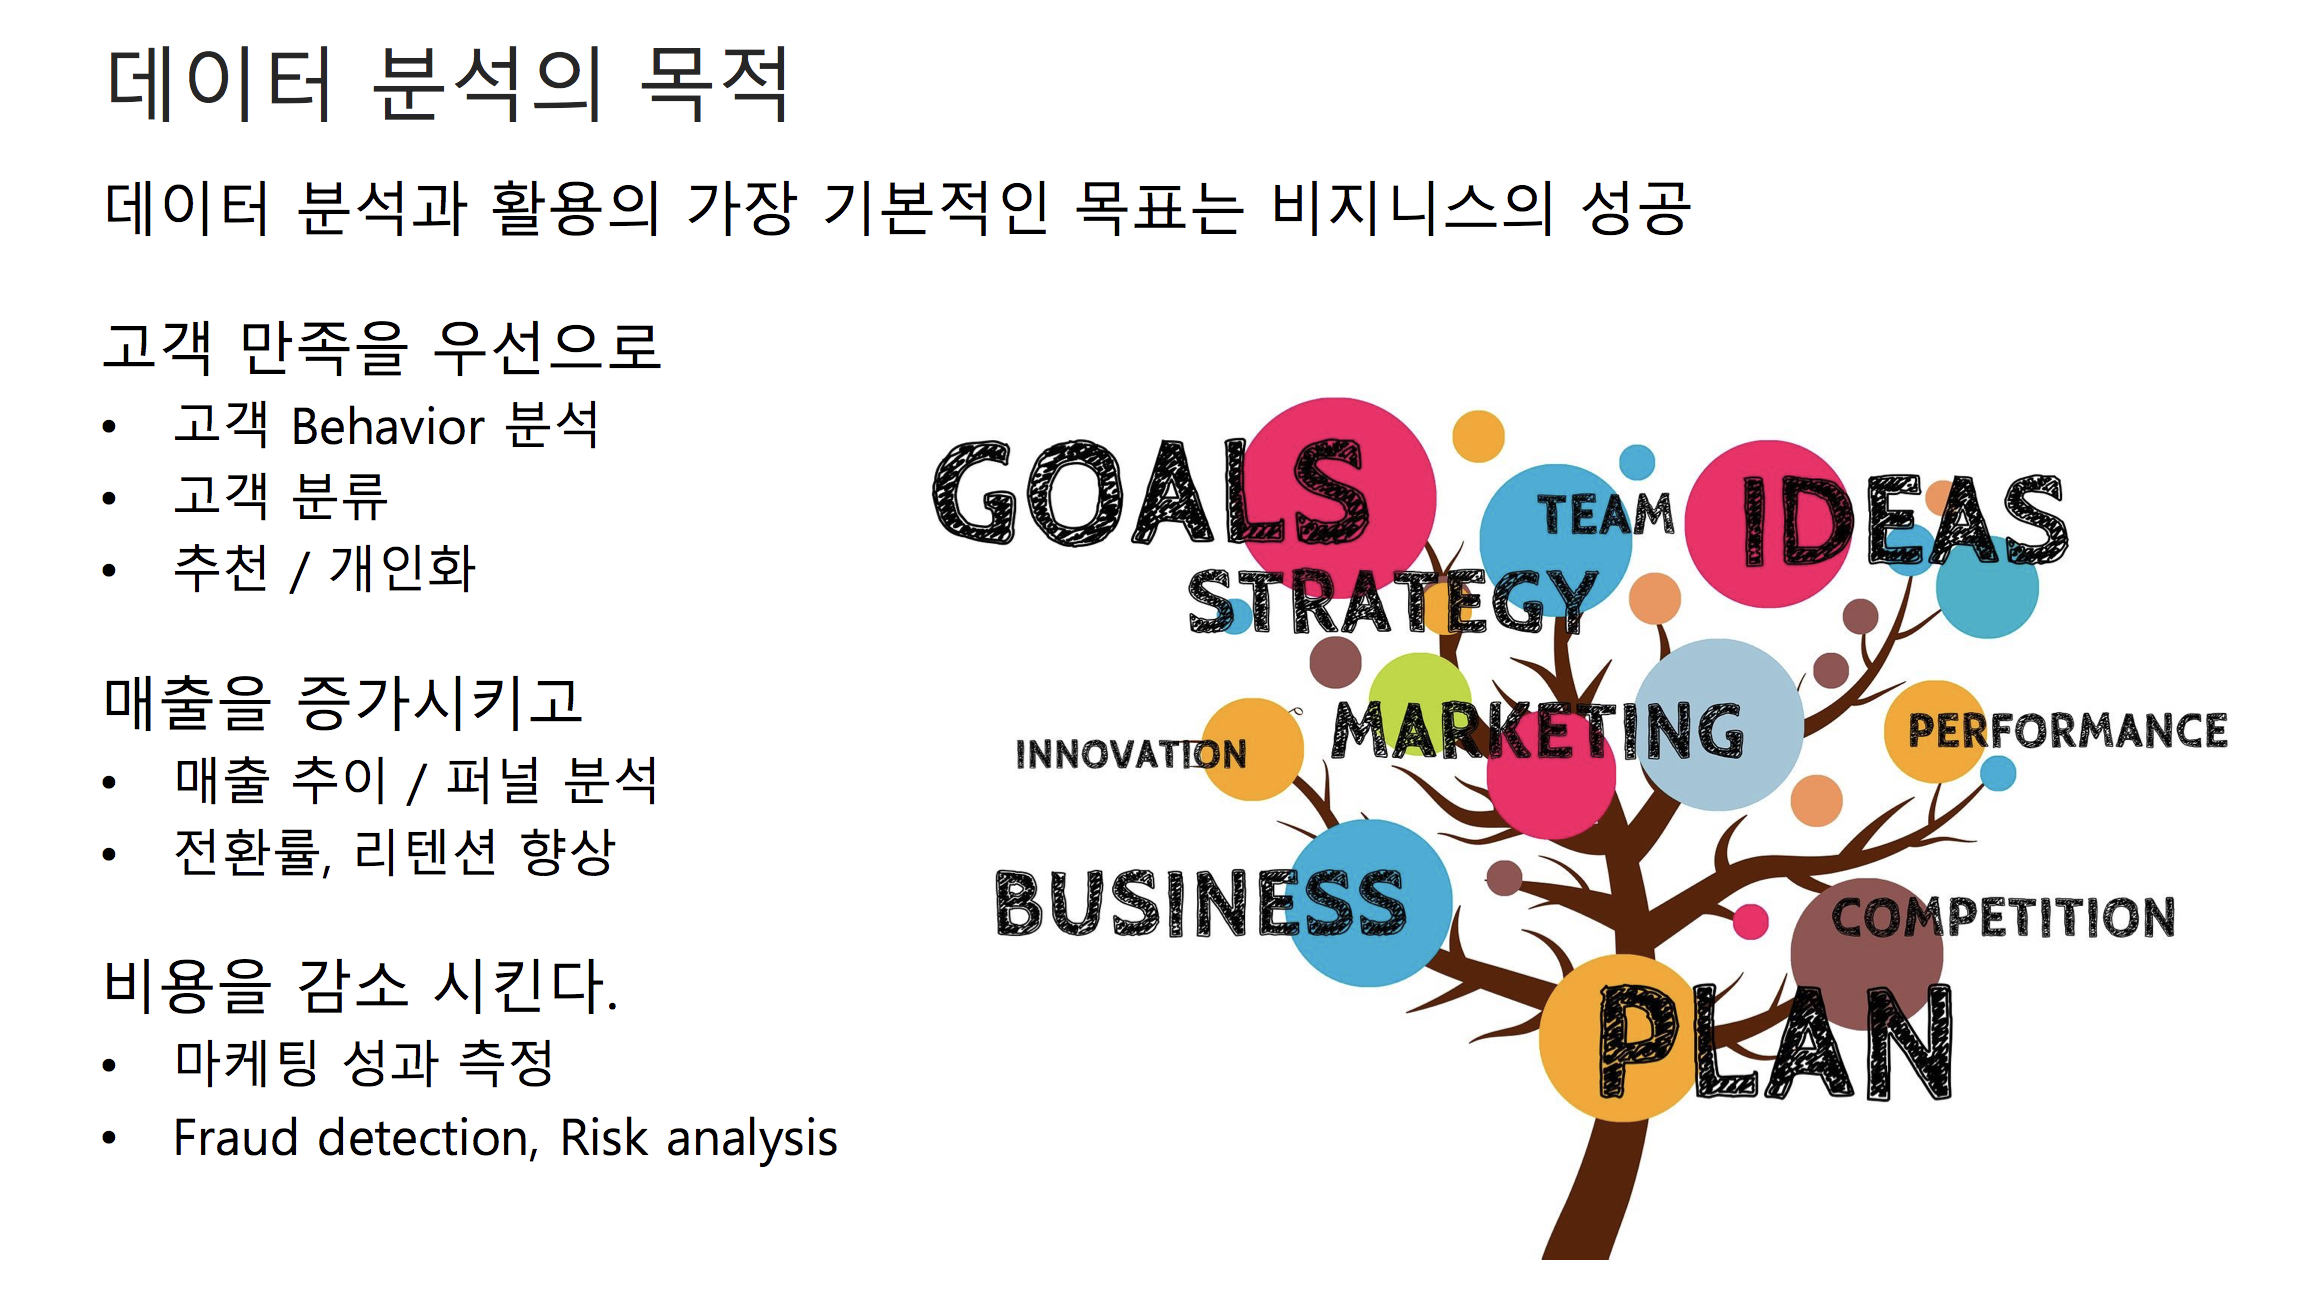 데이터 분석의 목적
데이터 분석과 활용의 가장 기본적인 목표는 비지니스의 성공
고객 만족을 우선으로
• 고객 Behavior 분석
• 고객 분류
• 추천 / 개인화
매출을 증가시키고
• 매출 추이 / 퍼널 분석
• 전환률, 리텐션 향상
비용을 감소 시킨다.
• 마케팅 성과 측정
• Fraud detection, Risk analysis
GOALS
TEAM
IDEAS
STRATEGY
MARKETING
PERFORMANCE
INNOVATION
BUSINESS
COMPETITION
PLAN